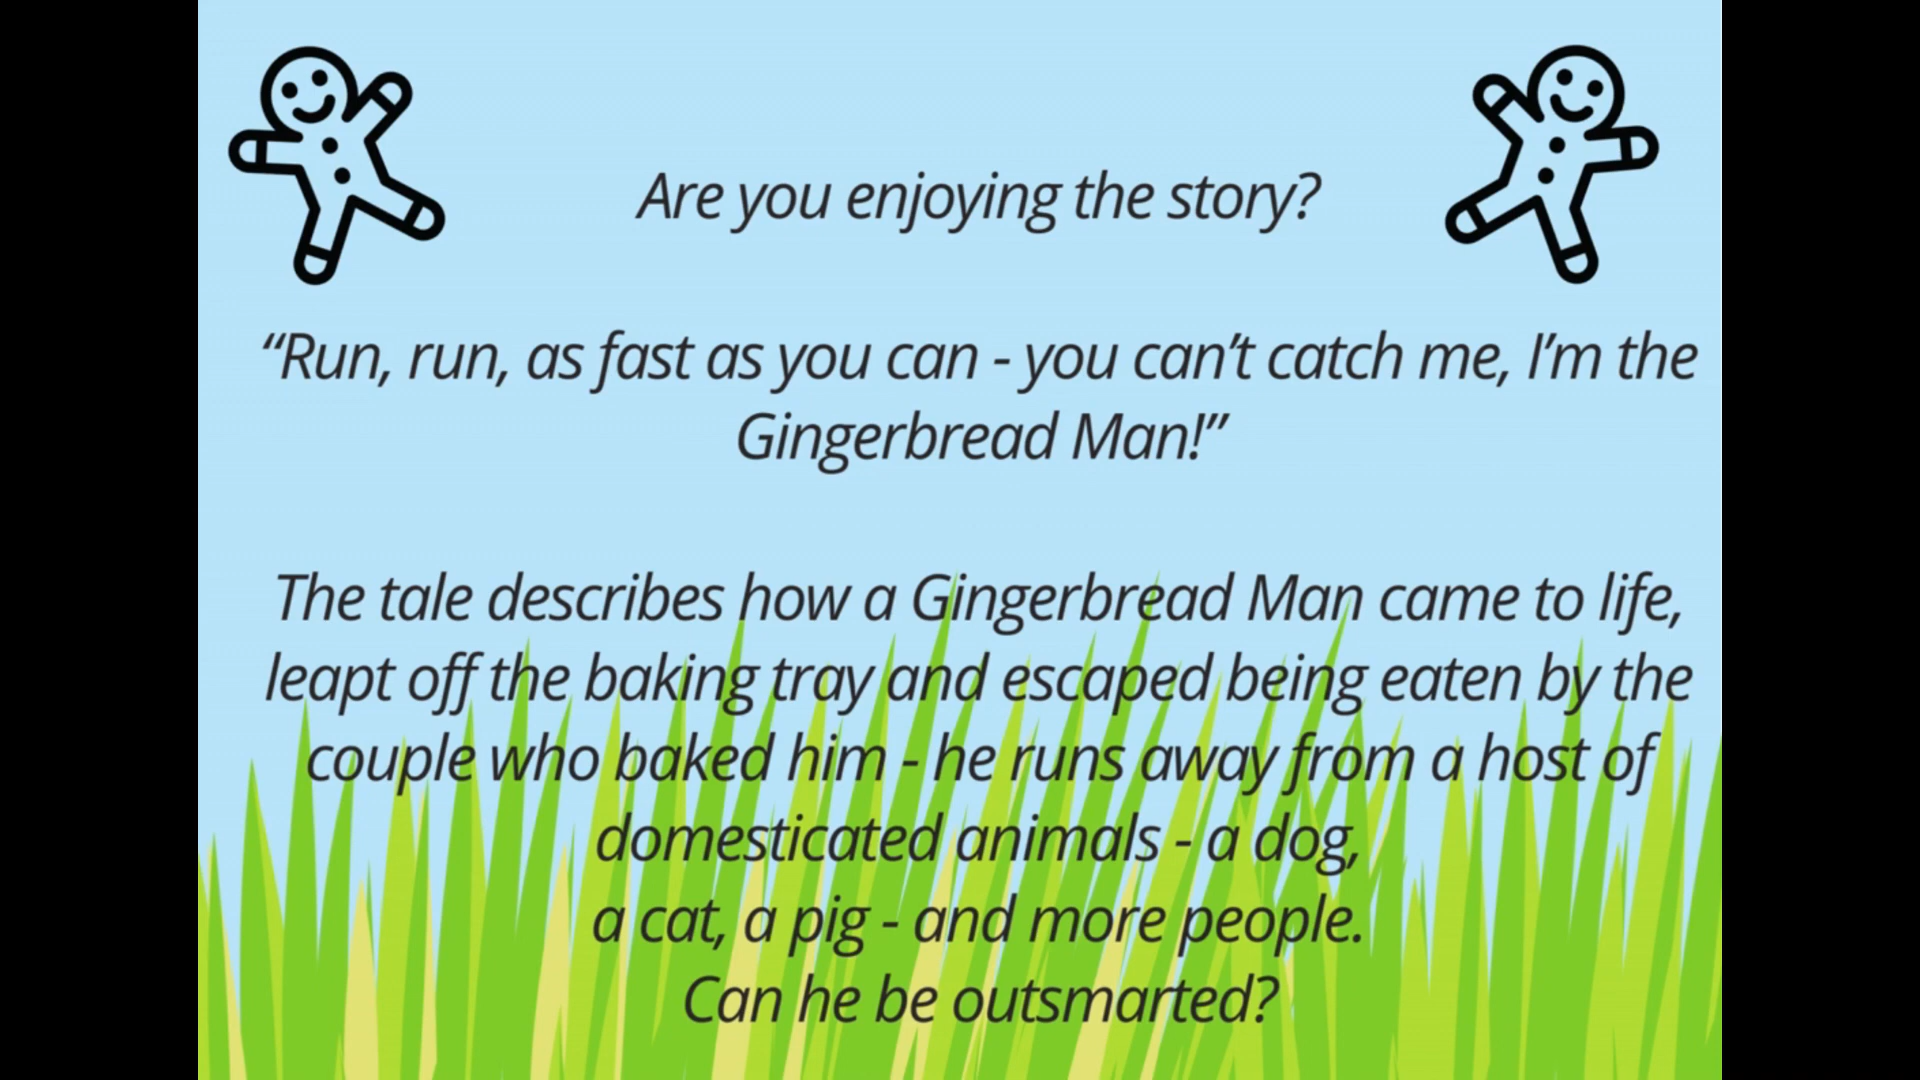 Are you enjoying the story?
“Run, run, as fast as you can - you can’t catch me, I’m the
Gingerbread Man!”
The tale describes how a Gingerbread Man came to life,
leapt off the baking tray and escaped being eaten by the
couple who baked him - he runs away from a host of
domesticated animals - a dog,
a cat, a pig - and more people.
Can he be outsmarted?